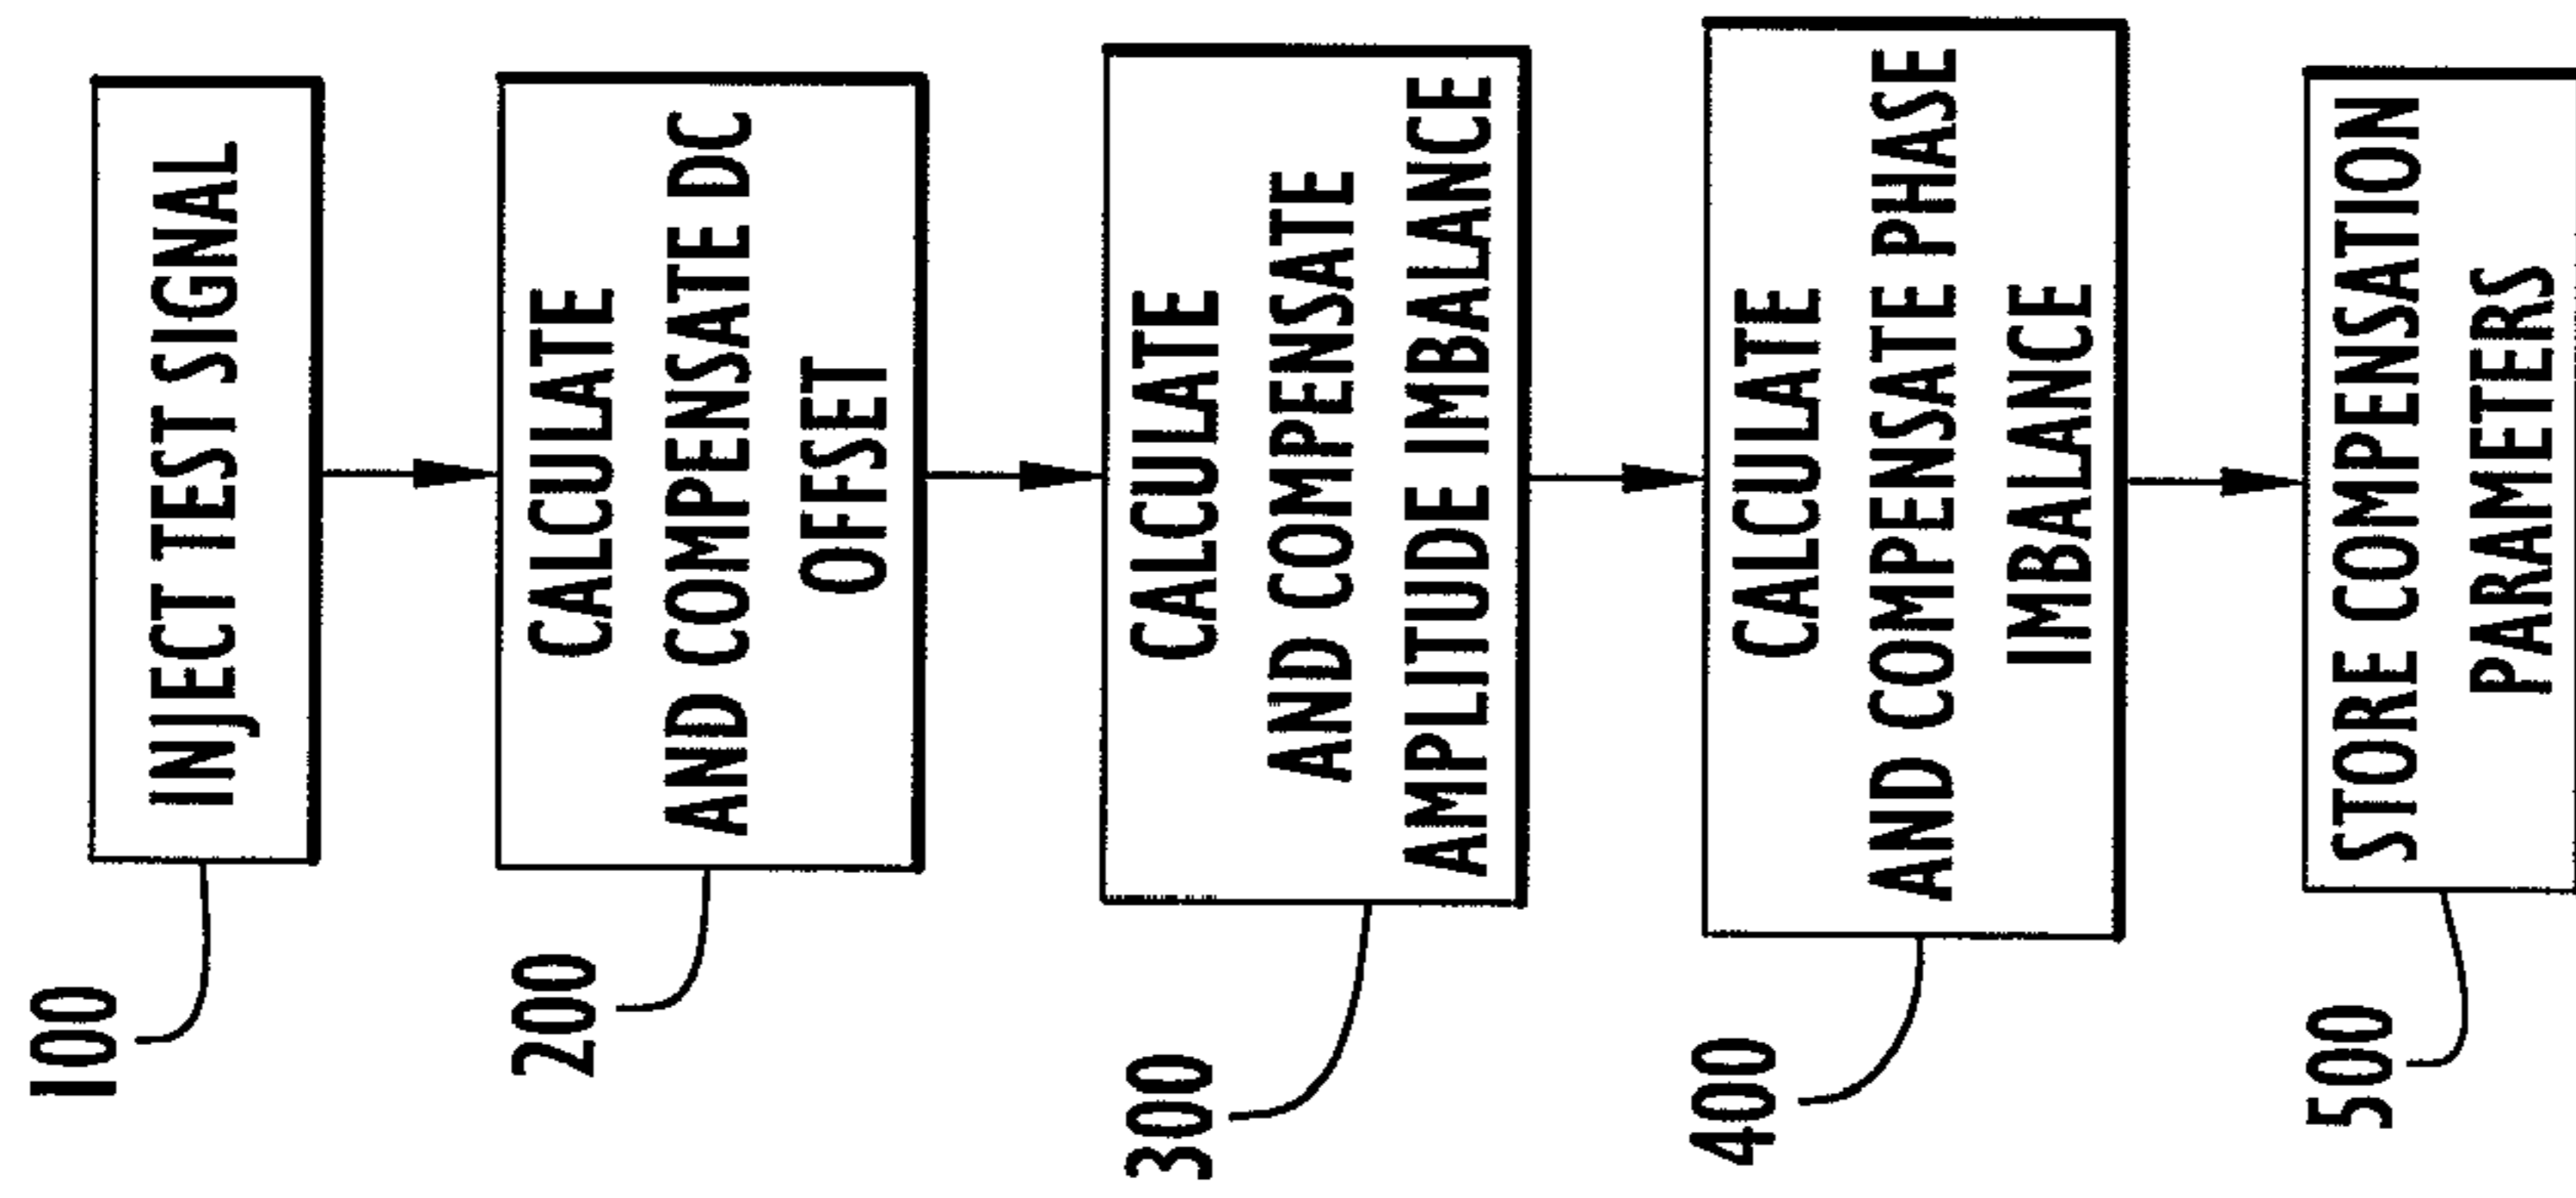 100
INJECT TEST SIGNAL
200
CALCULATE
AND COMPENSATE DC
OFFSET
300
CALCULATE
AND COMPENSATE
AMPLITUDE IMBALANCE
400
CALCULATE
AND COMPENSATE PHASE
IMBALANCE
500
STORE COMPENSATION
PARAMETERS